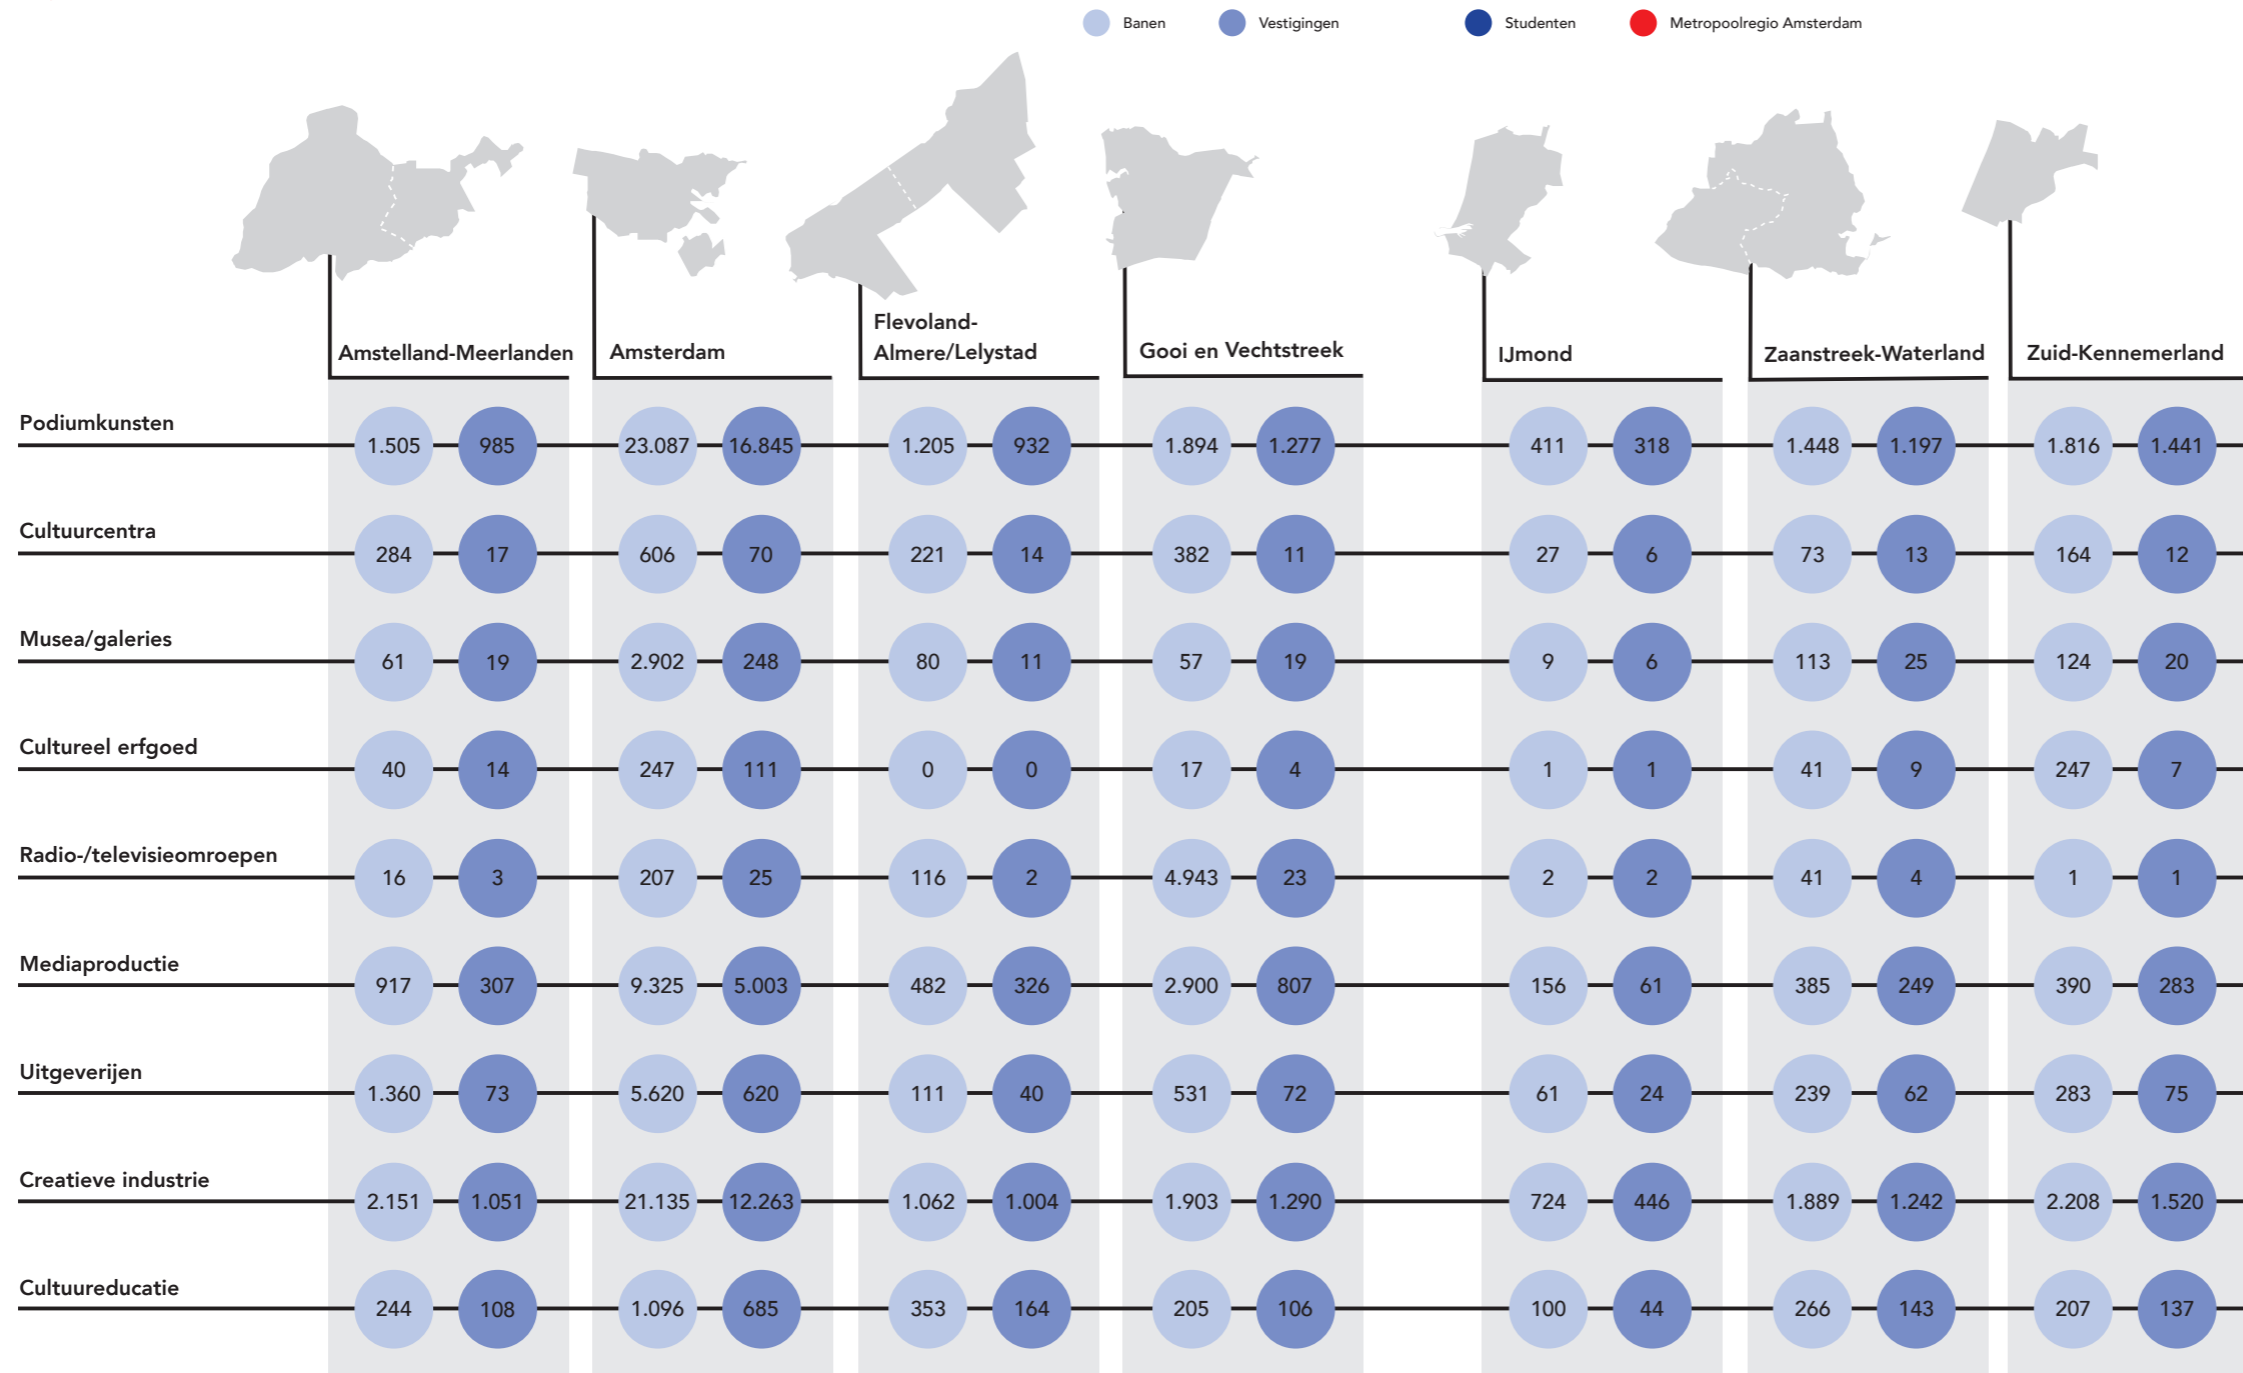 Banen Vestigingen Studenten Metropoolregio Amsterdam
Flevoland-
Amstelland-Meerlanden Amsterdam Almere/Lelystad Gooi en Vechtstreek IJmond Zaanstreek-Waterland Zuid-Kennemerland
Podiumkunsten
1.505 985 23.087 16.845 1.205 932 1.894 1.277 411 318 1.448 1.197 1.816 1.441
Cultuurcentra
284 17 606 70 221 14 382 11 27 6 73 13 164 12
Musea/galeries
61 19 2.902 248 80 11 57 19 9 6 113 25 124 20
Cultureel erfgoed
40 14 247 111 0 0 17 4 1 1 41 9 247 7
Radio-/televisieomroepen
16 3 207 25 116 2 4.943 23 2 2 41 4 1 1
Mediaproductie
917 307 9.325 5.003 482 326 2.900 807 156 61 385 249 390 283
Uitgeverijen
1.360 73 5.620 620 111 40 531 72 61 24 239 62 283 75
Creatieve industrie
2.151 1.051 21.135 12.263 1.062 1.004 1.903 1.290 724 446 1.889 1.242 2.208 1.520
Cultuureducatie
244 108 1.096 685 353 164 205 106 100 44 266 143 207 137